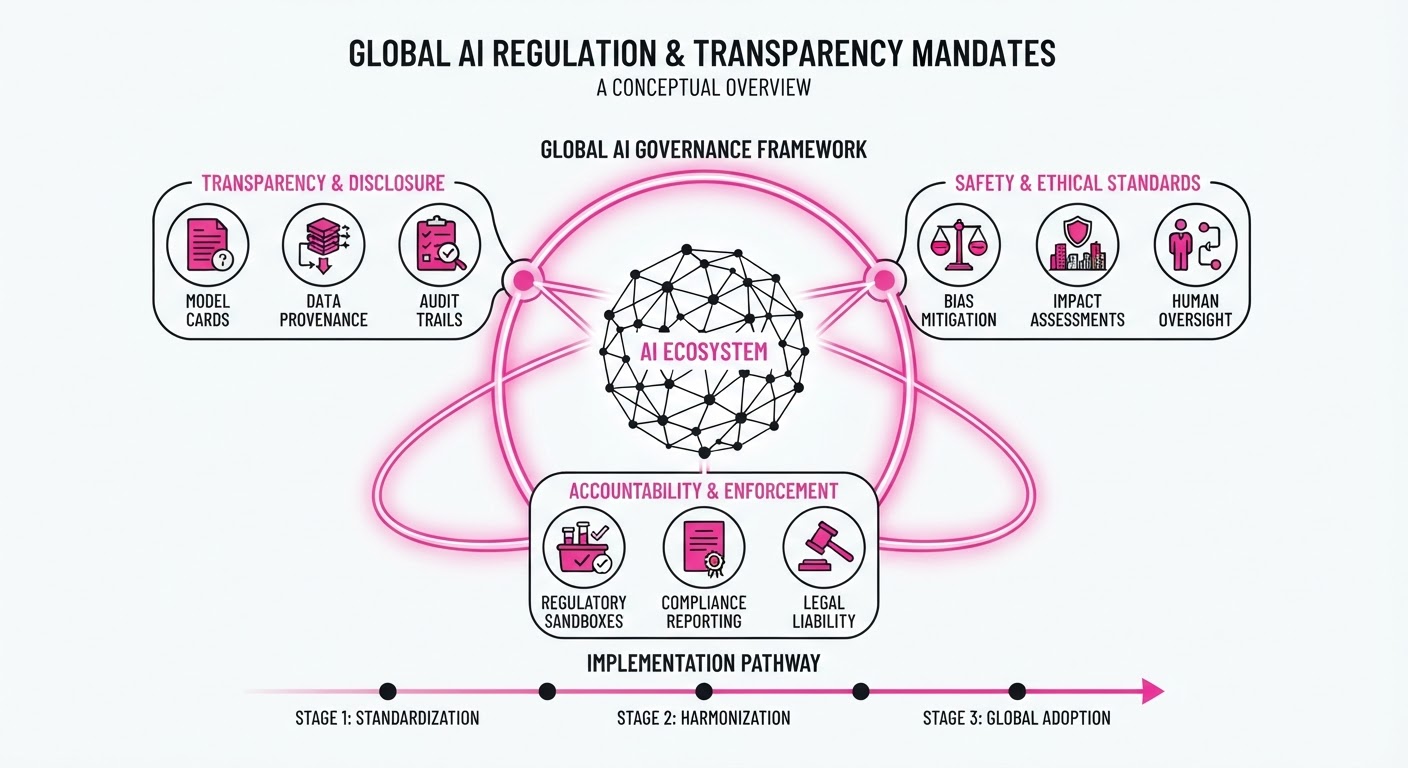 GLOBAL AI REGULATION & TRANSPARENCY MANDATES
A CONCEPTUAL OVERVIEW
GLOBAL AI GOVERNANCE FRAMEWORK
TRANSPARENCY & DISCLOSURE
MODEL
CARDS
DATA
PROVENANCE
AUDIT
TRAILS
SAFETY & ETHICAL STANDARDS
BIAS
MITIGATION
IMPACT
ASSESSMENTS
HUMAN
OVERSIGHT
AI ECOSYSTEM
ACCOUNTABILITY & ENFORCEMENT
REGULATORY
SANDBOXES
COMPLIANCE
REPORTING
LEGAL
LIABILITY
IMPLEMENTATION PATHWAY
STAGE 1: STANDARDIZATION
STAGE 2: HARMONIZATION
STAGE 3: GLOBAL ADOPTION